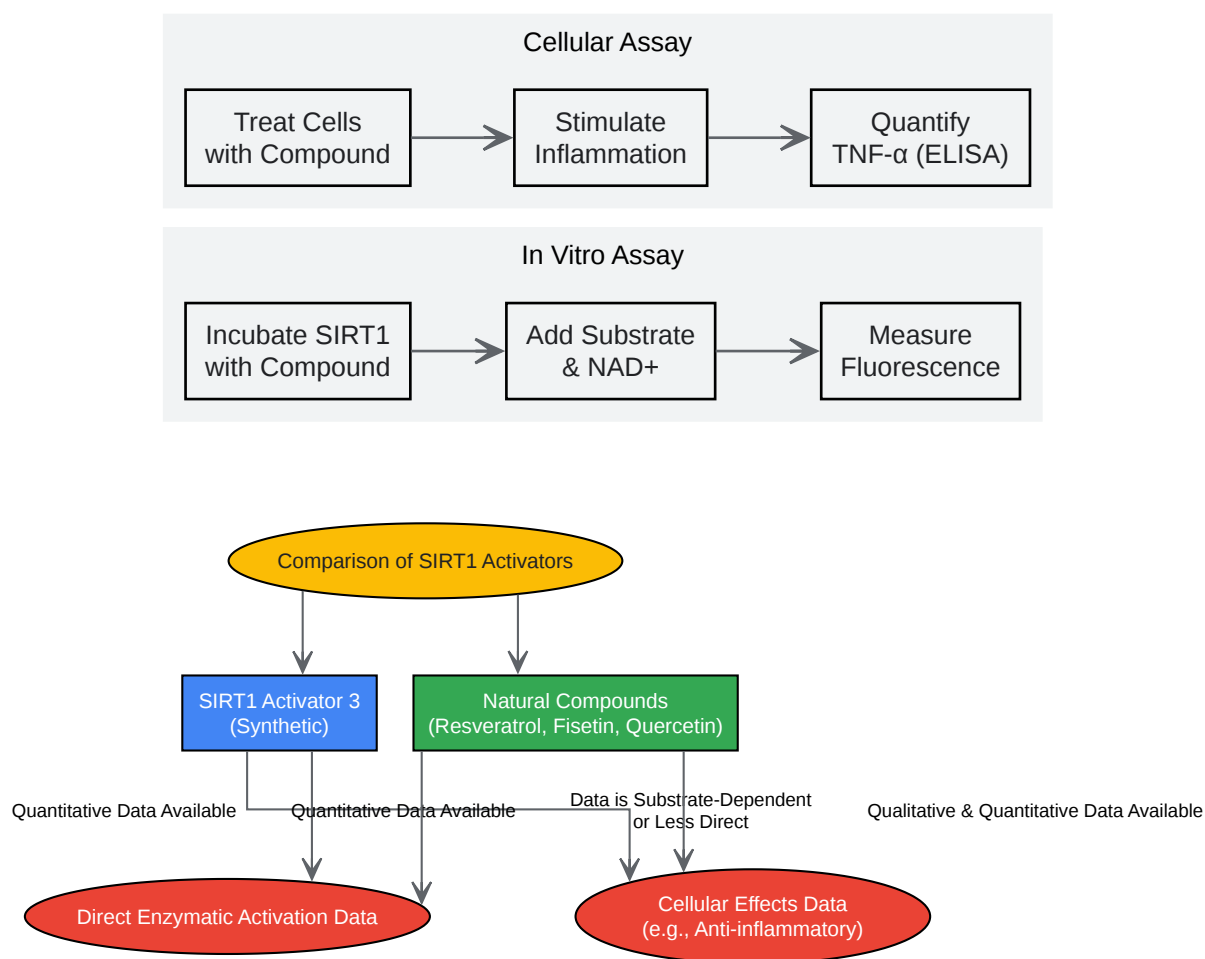 Cellular Assay
Treat Cells
with Compound
Stimulate
Inflammation
Quantify
TNF-α (ELISA)
In Vitro Assay
Incubate SIRT1
with Compound
Add Substrate
& NAD+
Measure
Fluorescence
Comparison of SIRT1 Activators
SIRT1 Activator 3
(Synthetic)
Natural Compounds
(Resveratrol, Fisetin, Quercetin)
Quantitative Data Available
Quantitative Data Available
Data is Substrate-Dependent
or Less Direct
Qualitative & Quantitative Data Available
Direct Enzymatic Activation Data
Cellular Effects Data
(e.g., Anti-inflammatory)